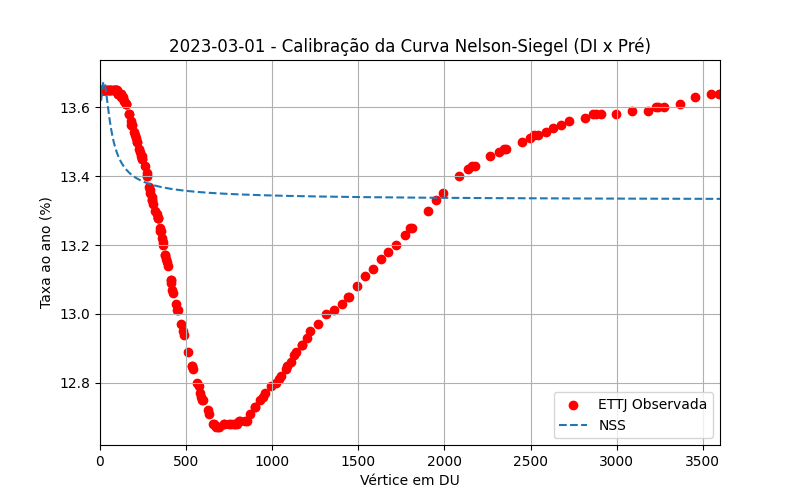 2023-03-01 - Calibração da Curva Nelson-Siegel (DI x Pré)
Taxa ao ano (%)
13.6
13.4
13.2
13.0
12.8
0 500 1000 1500 2000 2500 3000 3500
Vértice em DU
ETTJ Observada
NSS